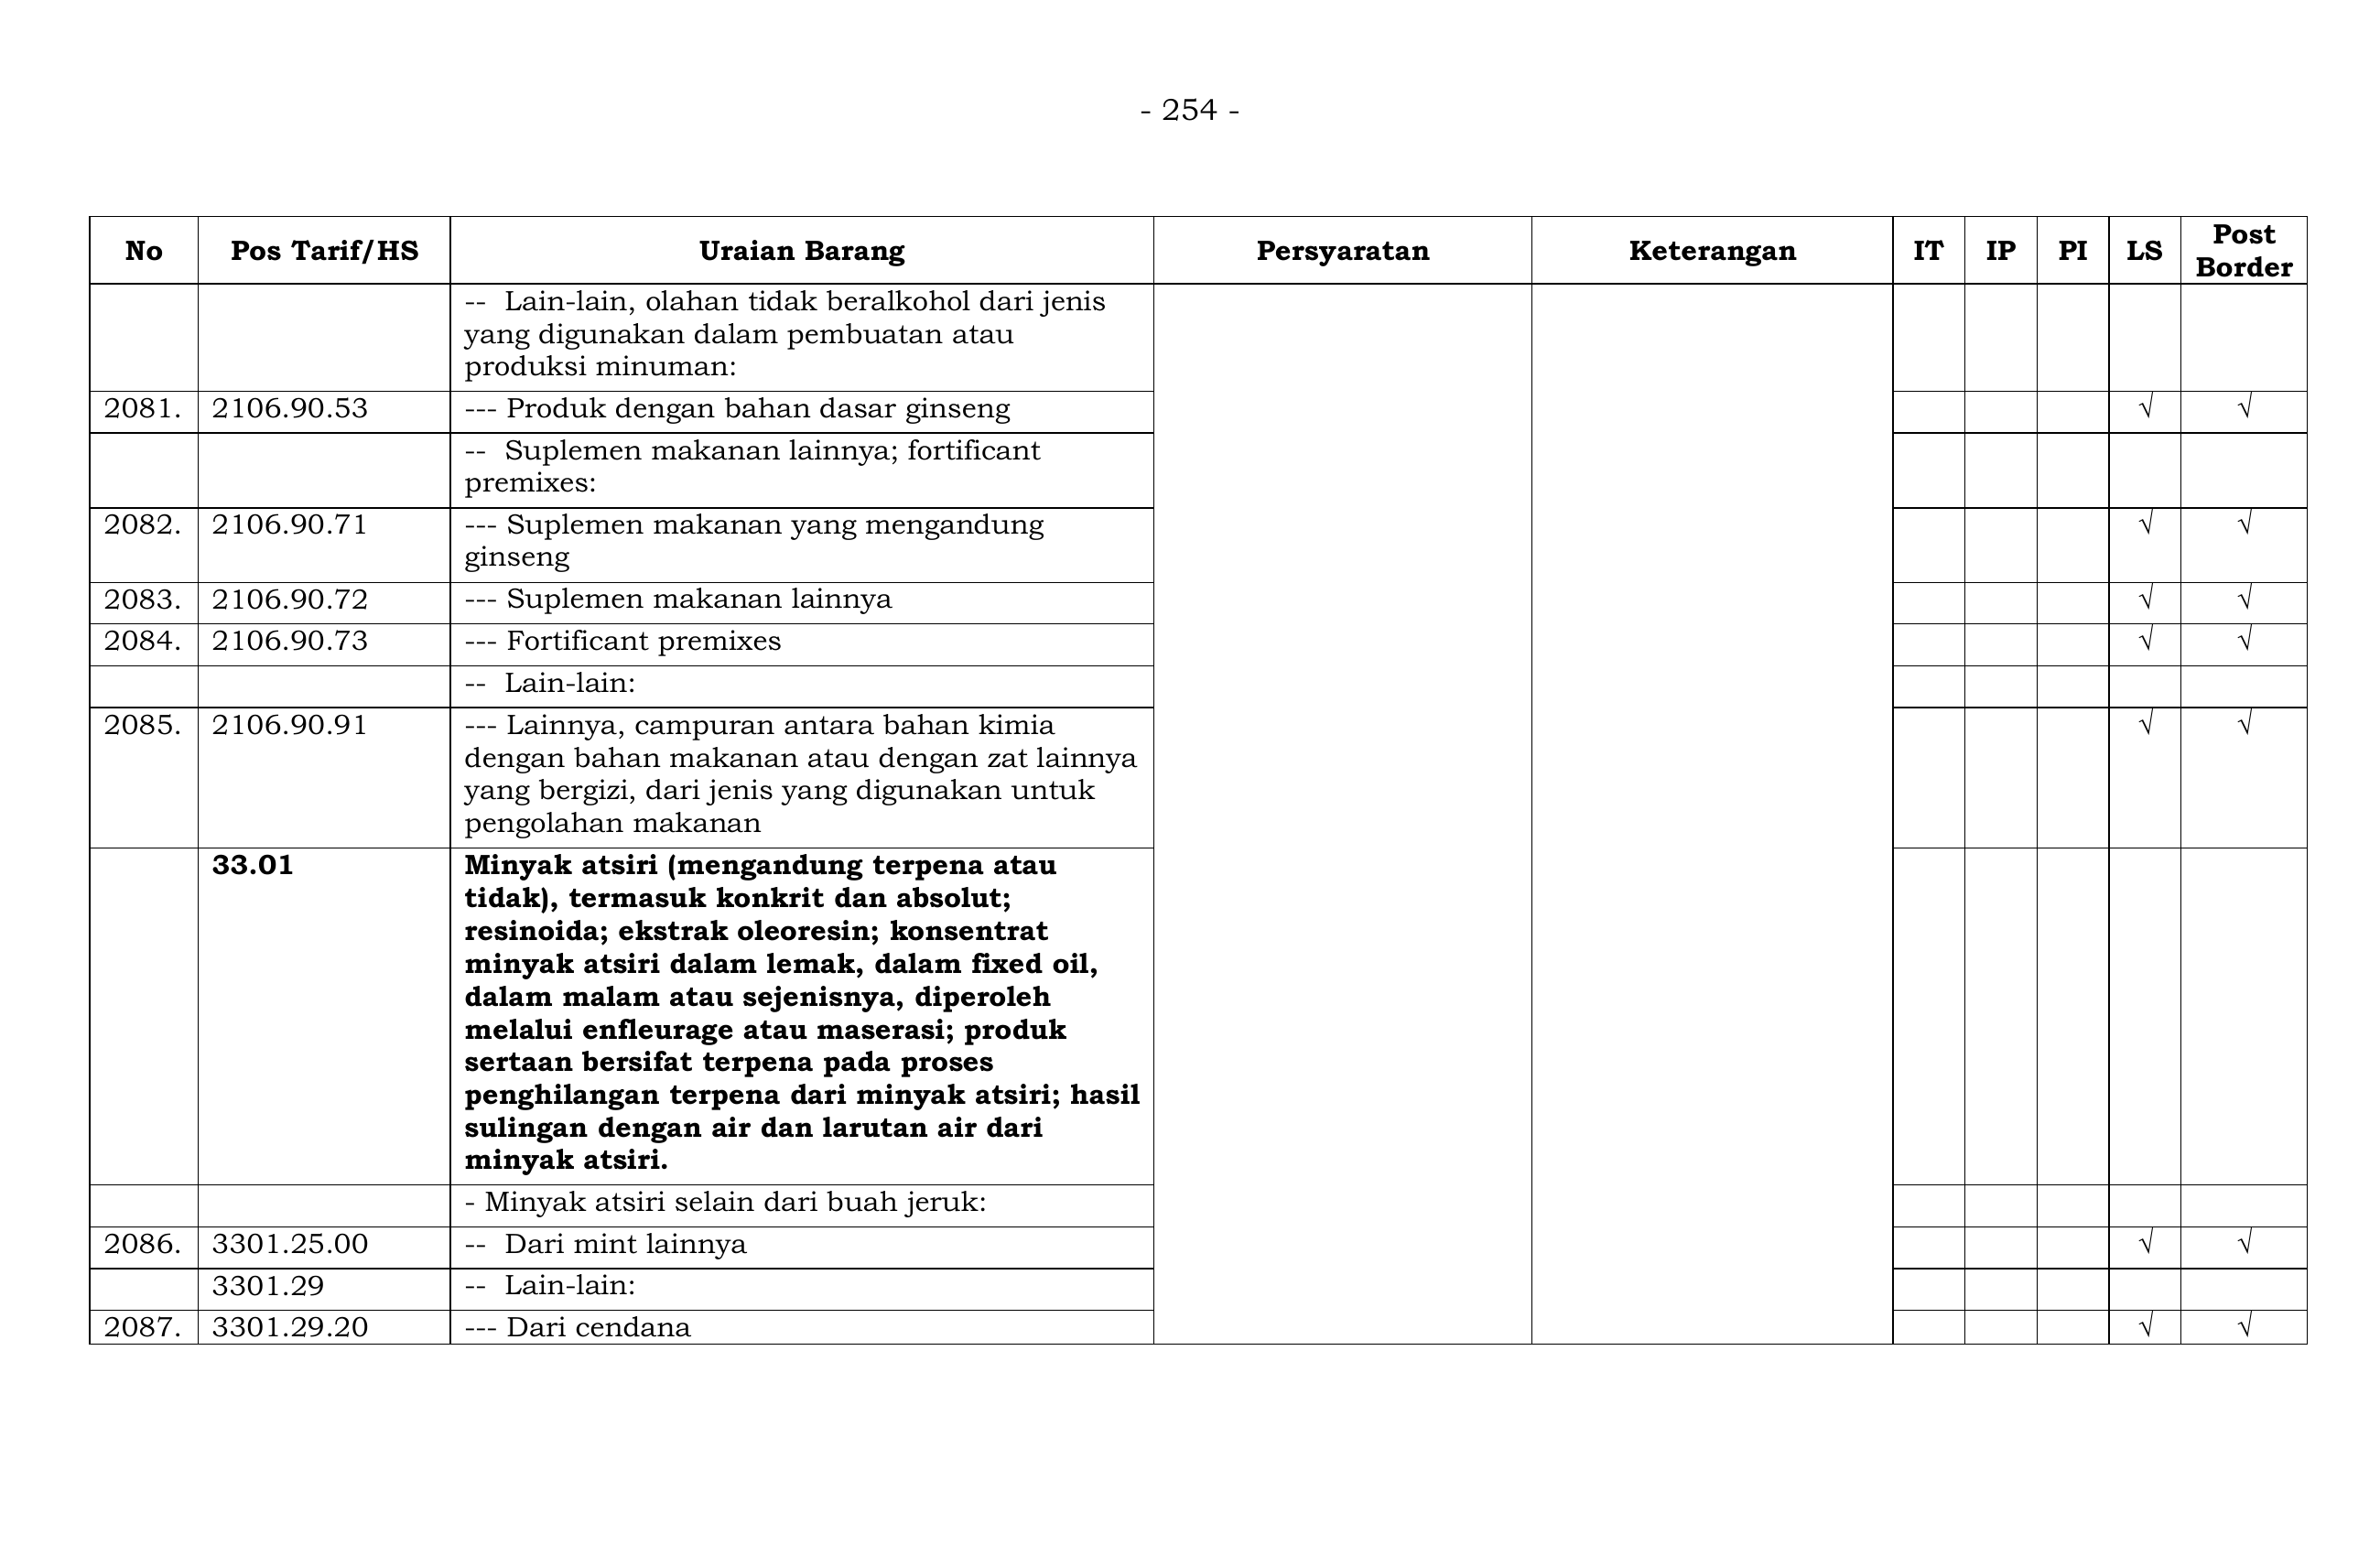 - 254 -
No Pos Tarif/HS Uraian Barang Persyaratan Keterangan IT IP PI LS Post Border
-- Lain-lain, olahan tidak beralkohol dari jenis
yang digunakan dalam pembuatan atau
produksi minuman:
2081. 2106.90.53 --- Produk dengan bahan dasar ginseng √ √
-- Suplemen makanan lainnya; fortificant
premixes:
2082. 2106.90.71 --- Suplemen makanan yang mengandung √ √
ginseng
2083. 2106.90.72 --- Suplemen makanan lainnya √ √
2084. 2106.90.73 --- Fortificant premixes √ √
-- Lain-lain:
2085. 2106.90.91 --- Lainnya, campuran antara bahan kimia √ √
dengan bahan makanan atau dengan zat lainnya
yang bergizi, dari jenis yang digunakan untuk
pengolahan makanan
33.01 Minyak atsiri (mengandung terpena atau
tidak), termasuk konkrit dan absolut;
resinoida; ekstrak oleoresin; konsentrat
minyak atsiri dalam lemak, dalam fixed oil,
dalam malam atau sejenisnya, diperoleh
melalui enfleurage atau maserasi; produk
sertaan bersifat terpena pada proses
penghilangan terpena dari minyak atsiri; hasil
sulingan dengan air dan larutan air dari
minyak atsiri.
- Minyak atsiri selain dari buah jeruk:
2086. 3301.25.00 -- Dari mint lainnya √ √
3301.29 -- Lain-lain:
2087. 3301.29.20 --- Dari cendana √ √